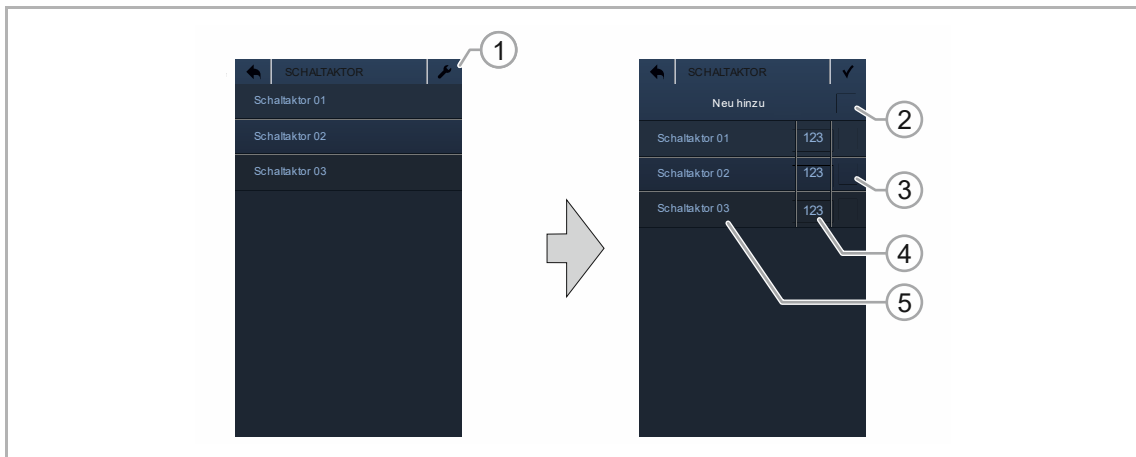 1
SCHALTAKTOR
Schaltaktor 01
Schaltaktor 02
Schaltaktor 03
SCHALTAKTOR
Neu hinzu
2
Schaltaktor 01 123
Schaltaktor 02 123
3
Schaltaktor 03 123
4
5